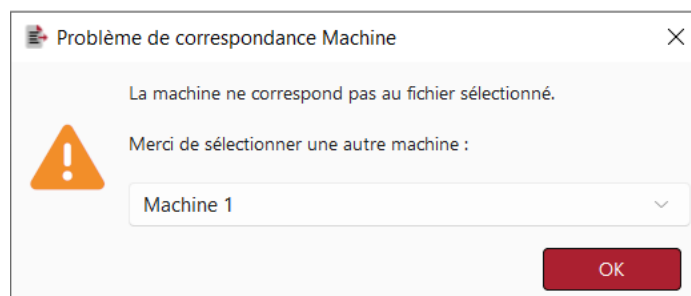 Problème de correspondance Machine
La machine ne correspond pas au fichier sélectionné.
Merci de sélectionner une autre machine :
Machine 1
OK